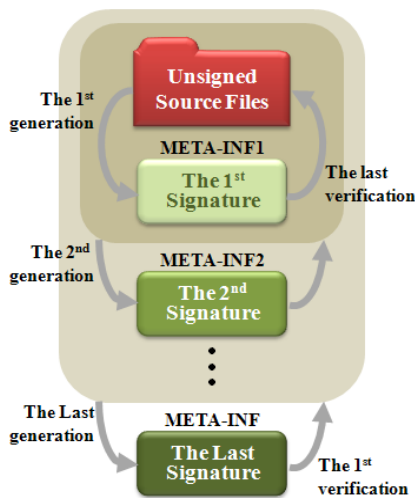 Unsigned
Source Files
The 1st
generation
META-INF1
The 1st
Signature
The last
verification
The 2nd
generation
META-INF2
The 2nd
Signature
The Last
generation
META-INF
The Last
Signature
The 1st
verification